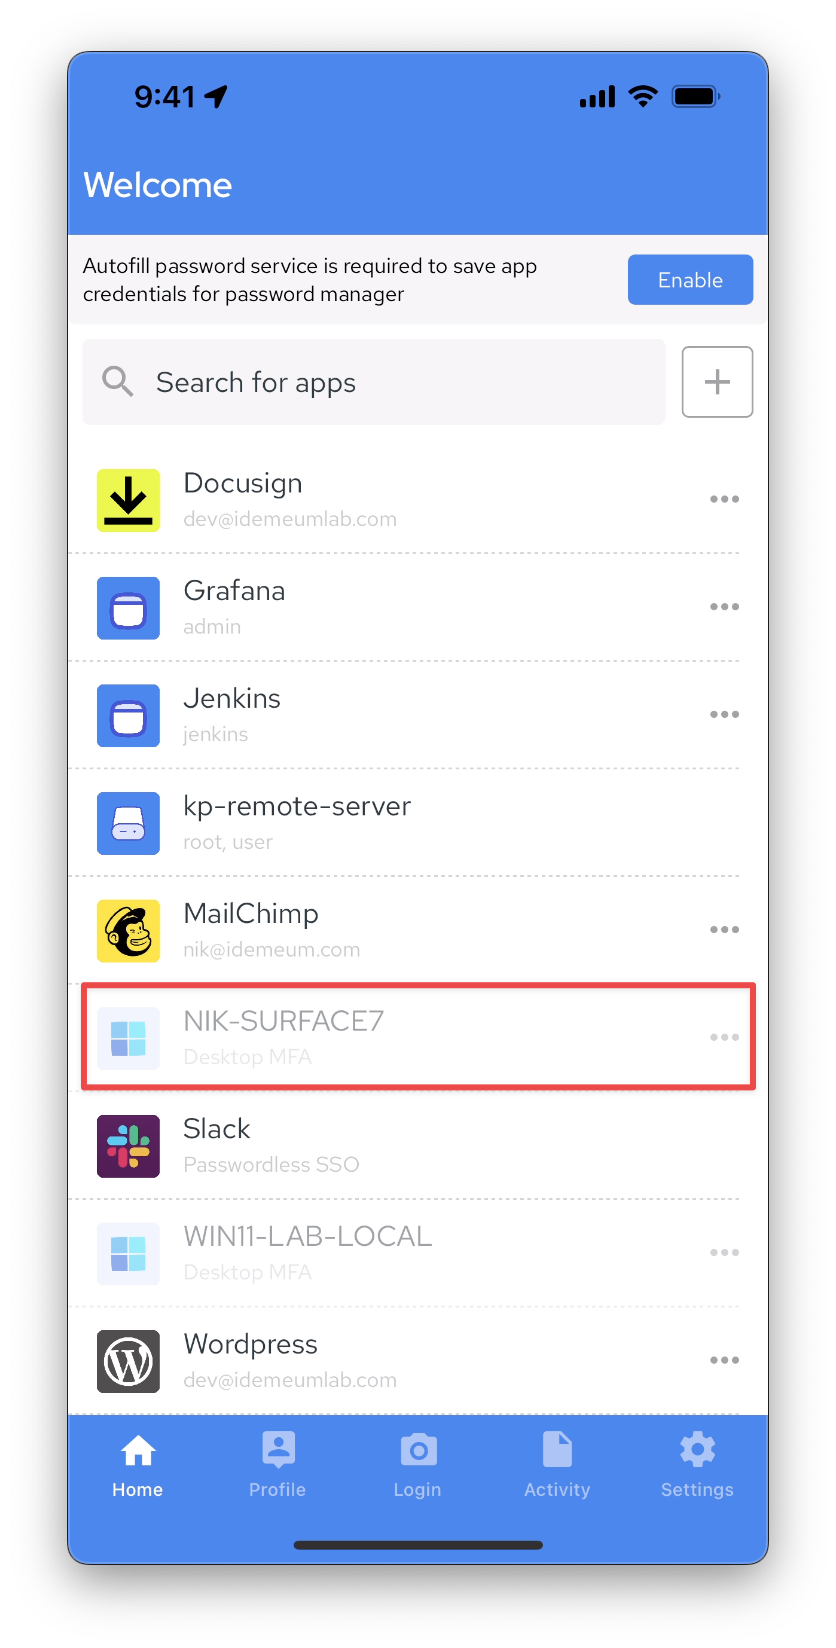 9:41
Welcome
Autofill password service is required to save app
credentials for password manager
Enable
Search for apps
Docusign
dev@idemeumlab.com
Grafana
admin
Jenkins
jenkins
kp-remote-server
root, user
MailChimp
nik@idemeum.com
NIK-SURFACE7
Desktop MFA
Slack
Passwordless SSO
WIN11-LAB-LOCAL
Desktop MFA
Wordpress
dev@idemeumlab.com
Home Profile Login Activity Settings